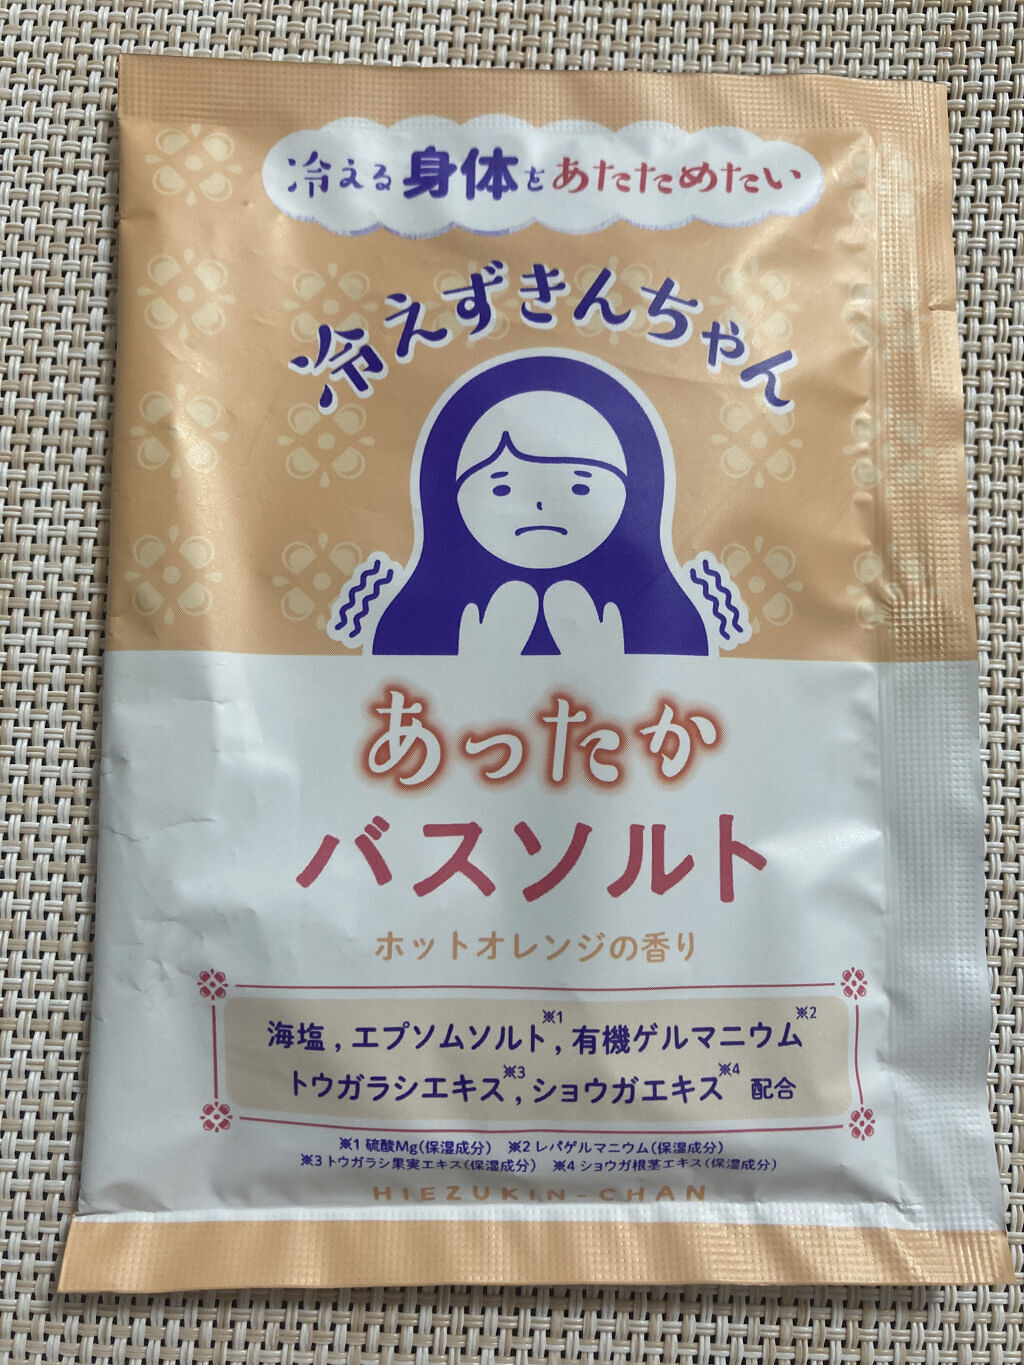 冷える身体をあたためたい
冷えずきんちゃん
あったか
バスソルト
ホットオレンジの香り
海塩,エプソムソルト※1,有機ゲルマニウム※2
トウガラシエキス※3,ショウガエキス※4 配合
※1 硫酸Mg(保湿成分) ※2 レパゲルマニウム(保湿成分)
※3 トウガラシ果実エキス(保湿成分) ※4 ショウガ根茎エキス(保湿成分)
HIEZUKIN-CHAN